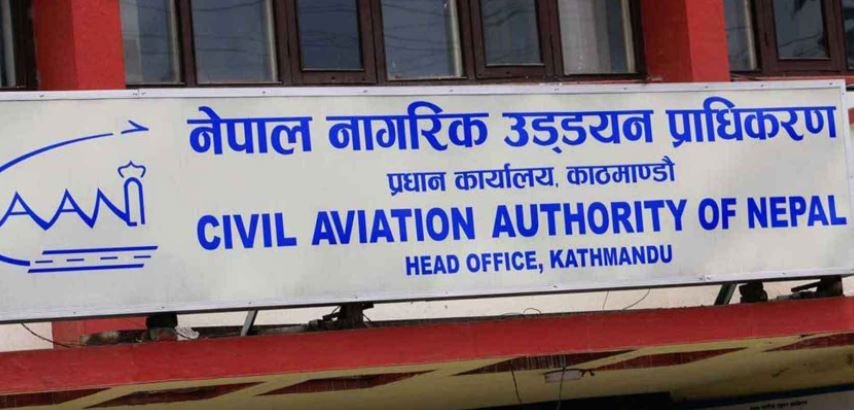 नेपाल नागरिक उड्डयन प्राधिकरण
प्रधान कार्यालय, काठमाण्डौ
CAAN
CIVIL AVIATION AUTHORITY OF NEPAL
HEAD OFFICE, KATHMANDU